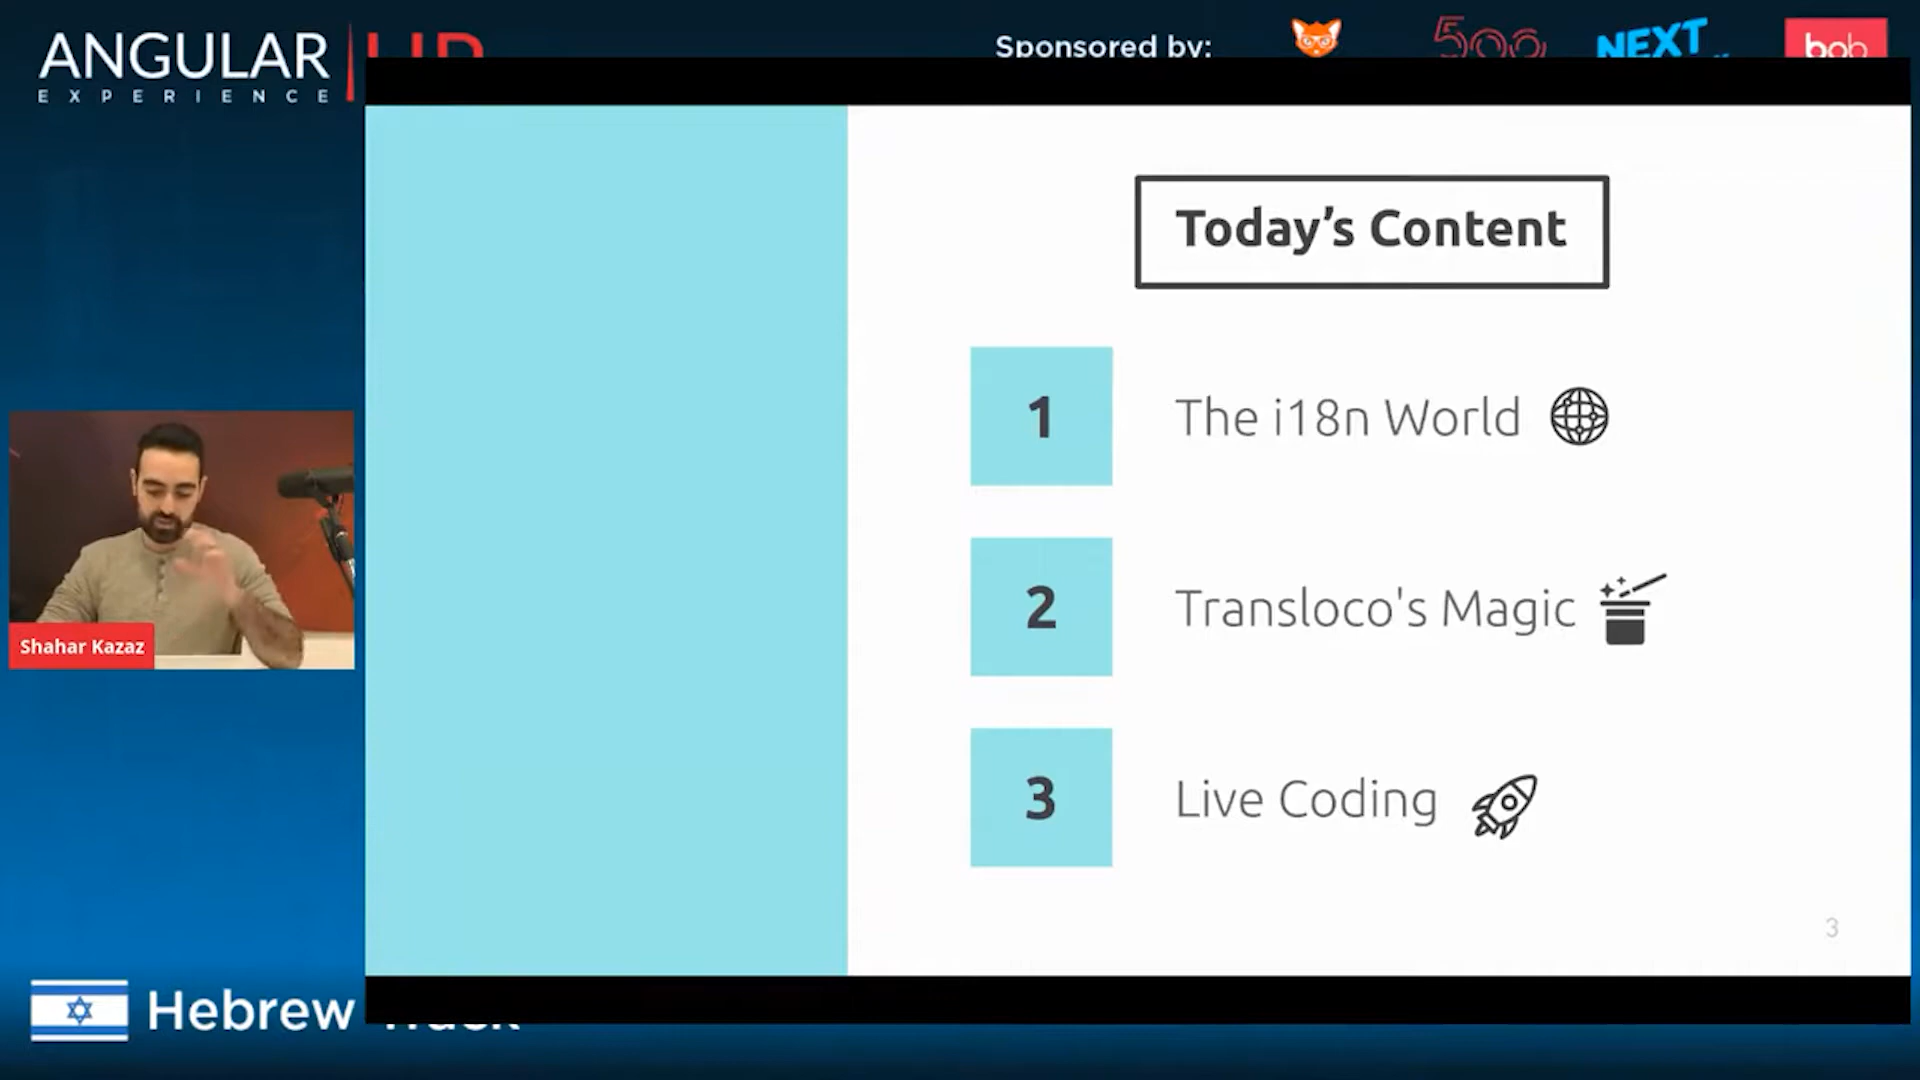 ANGULAR
EXPERIENCE
Sponsored by:
500
NEXT
bob
Today's Content
1
The i18n World
2
Transloco's Magic
3
Live Coding
3
Shahar Kazaz
Hebrew